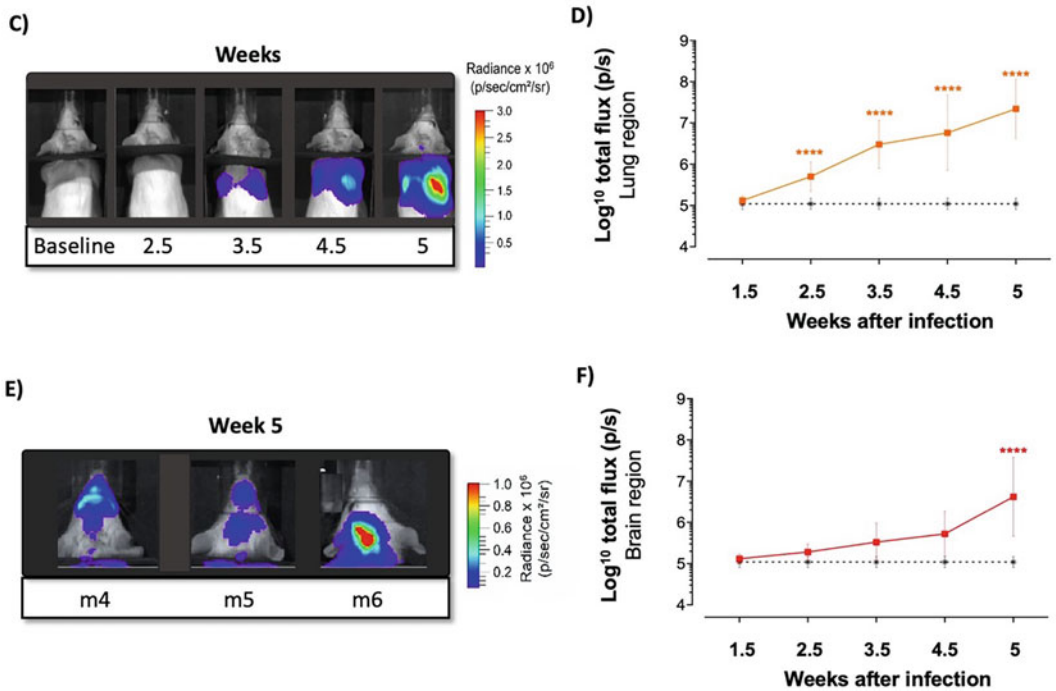 C)
Weeks
Radiance x 10⁶
(p/sec/cm²/sr)
3.0
2.5
2.0
1.5
1.0
0.5
Baseline 2.5 3.5 4.5 5
D)
Log¹⁰ total flux (p/s)
Lung region
9
8
7
6
5
4
****
****
****
****
1.5 2.5 3.5 4.5 5
Weeks after infection
E)
Week 5
1.0
0.8
0.6
0.4
0.2
Radiance x 10⁶
(p/sec/cm²/sr)
m4 m5 m6
F)
Log¹⁰ total flux (p/s)
Brain region
9
8
7
6
5
4
****
1.5 2.5 3.5 4.5 5
Weeks after infection